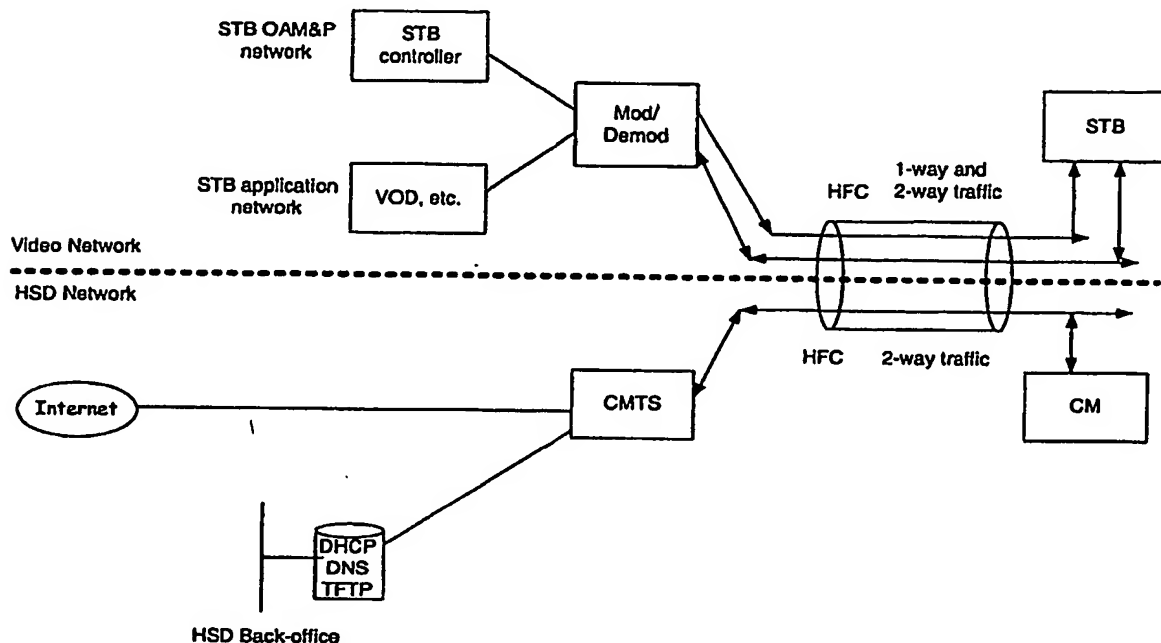 STB OAM&P
network
STB
controller
Mod/
Demod
STB
STB application
network
VOD, etc.
HFC
1-way and
2-way traffic
Video Network
HSD Network
HFC
2-way traffic
Internet
CMTS
CM
DHCP
DNS
TFTP
HSD Back-office